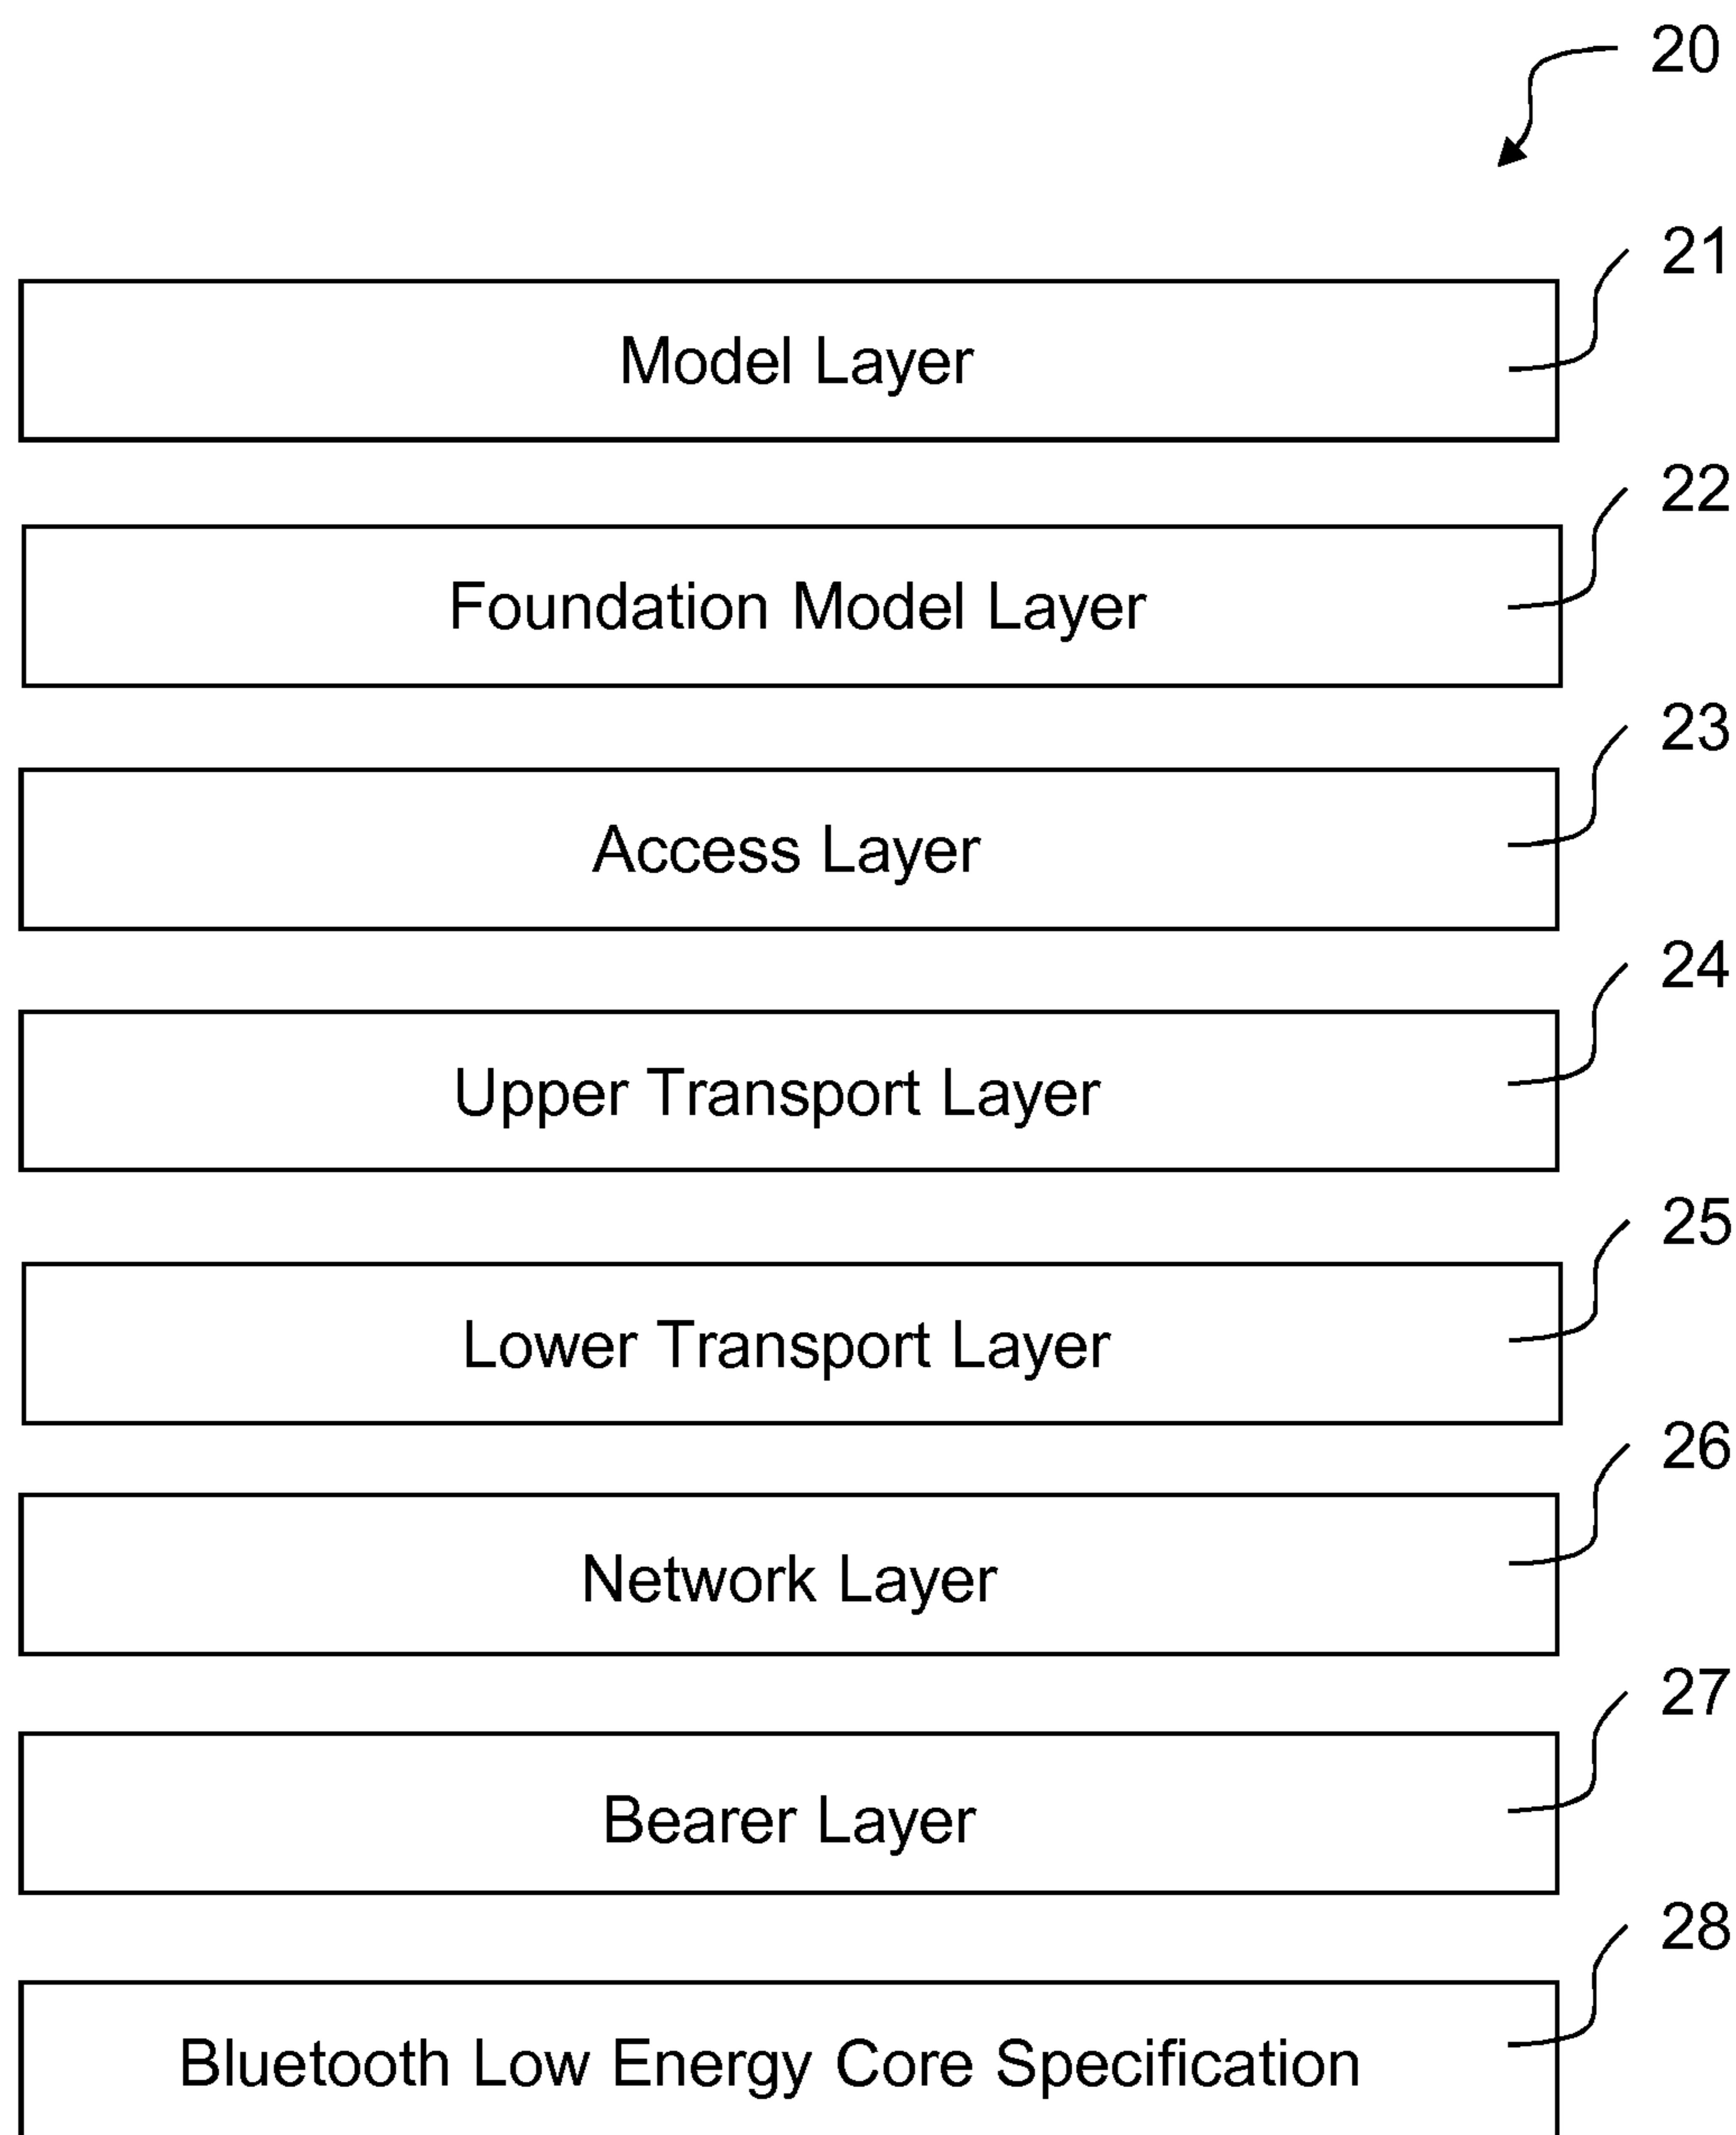 20
21
Model Layer
22
Foundation Model Layer
23
Access Layer
24
Upper Transport Layer
25
Lower Transport Layer
26
Network Layer
27
Bearer Layer
28
Bluetooth Low Energy Core Specification